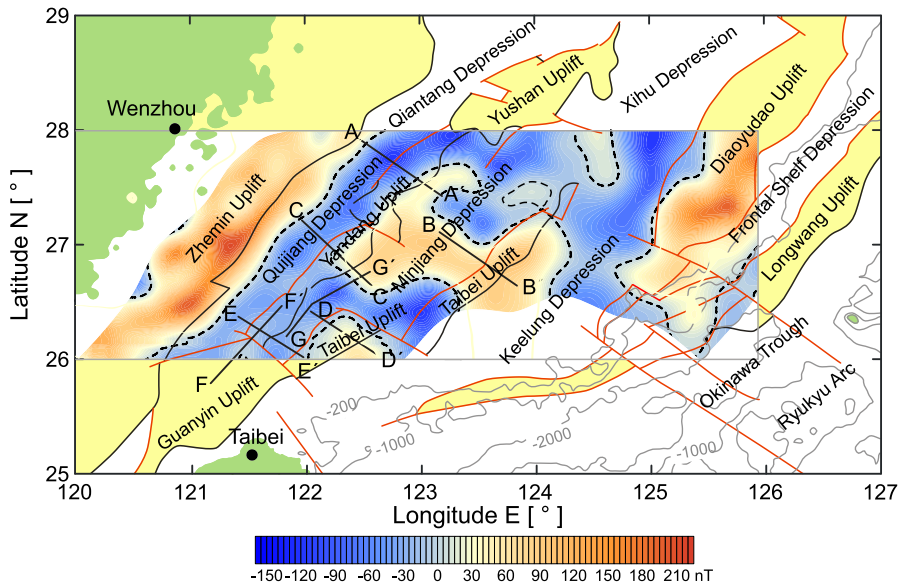 29
28
27
26
25
Latitude N [ ° ]
Wenzhou
Qiantang Depression
Yushan Uplift
Xihu Depression
Diaoyudao Uplift
Frontar Shelf Depression
Longwang Uplift
A
A
Zhemin Uplift
Qujjang Depression
Yandang Uplift
Minjiang Depression
C
B
G´
C
B
Taibei Uplift
Keelung Depression
E
F´
D
G
Taibei Uplift
D
E´
F
Guanyin Uplift
Taibei
Okinawa Trough
Ryukyu Arc
-200
-1000
-2000
-1000
120
121
122
123
124
125
126
127
Longitude E [ ° ]
-150
-90
-60
-30
0
30
60
90
120
150
180
210 nT